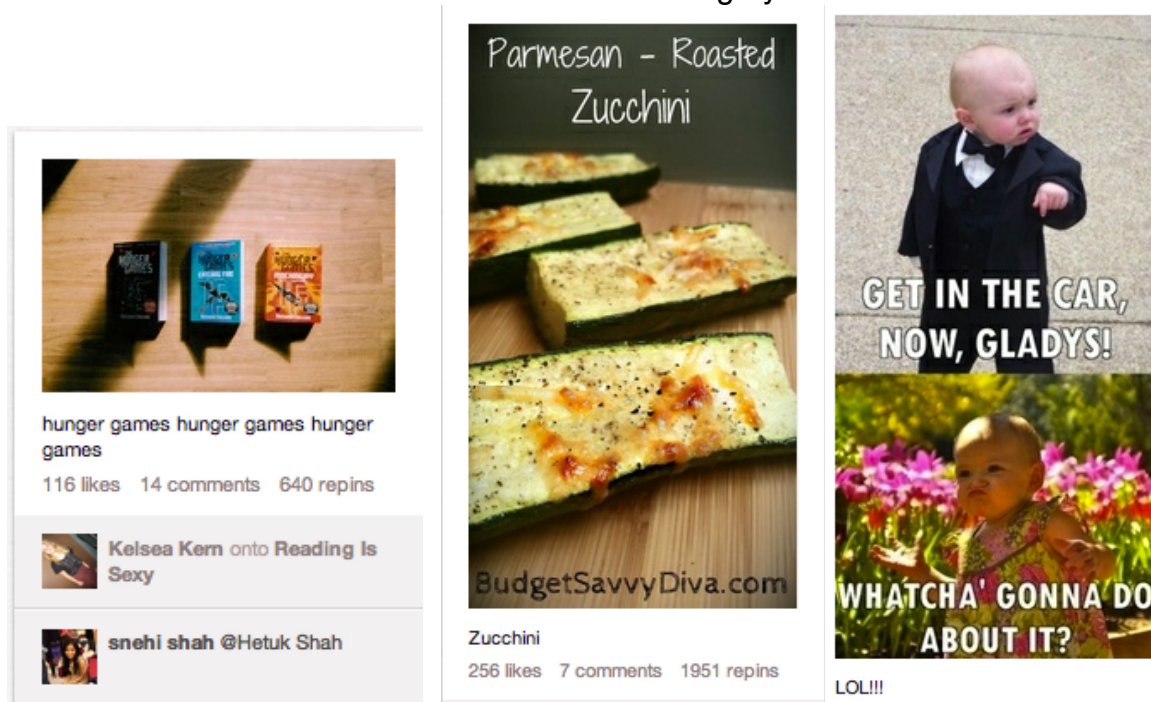 HUNGER
GAMES
hunger games hunger games hunger
games
116 likes 14 comments 640 repins
Kelsea Kern onto Reading Is
Sexy
snehi shah @Hetuk Shah
Parmesan - Roasted
Zucchini
BudgetSavvyDiva.com
Zucchini
256 likes 7 comments 1951 repins
GET IN THE CAR,
NOW, GLADYS!
WHATCHA' GONNA DO
ABOUT IT?
LOL!!!